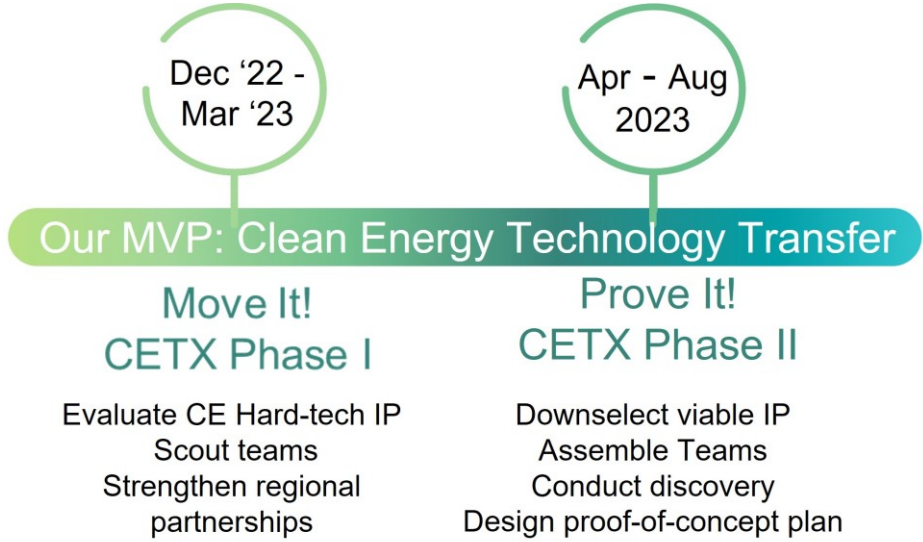 Dec ‘22 -
Mar ‘23
Apr - Aug
2023
Our MVP: Clean Energy Technology Transfer
Move It!
CETX Phase I
Evaluate CE Hard-tech IP
Scout teams
Strengthen regional
partnerships
Prove It!
CETX Phase II
Downselect viable IP
Assemble Teams
Conduct discovery
Design proof-of-concept plan